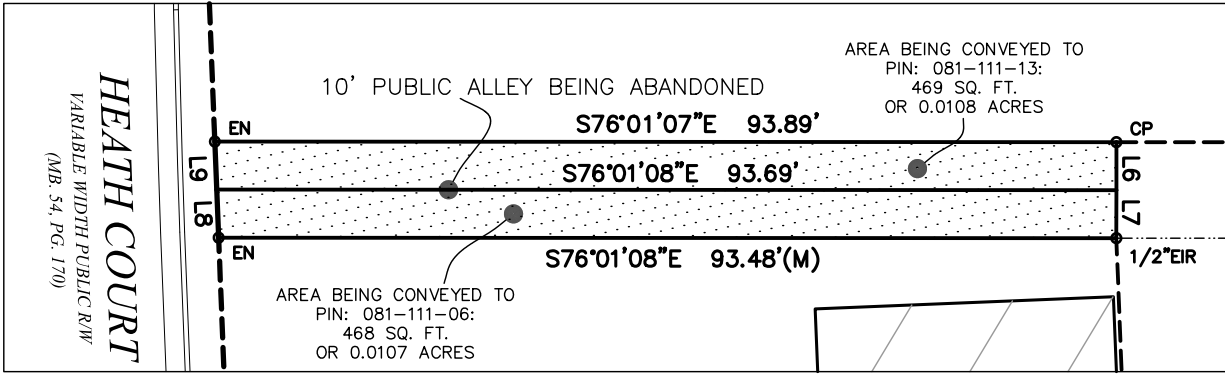 HEATH COURT
VARIABLE WIDTH PUBLIC R/W
(MB. 54, PG. 170)
10' PUBLIC ALLEY BEING ABANDONED
AREA BEING CONVEYED TO
PIN: 081-111-13:
469 SQ. FT.
OR 0.0108 ACRES
EN
S76°01'07"E 93.89'
CP
L9
S76°01'08"E 93.69'
L6
L8
L7
EN
S76°01'08"E 93.48'(M)
1/2"EIR
AREA BEING CONVEYED TO
PIN: 081-111-06:
468 SQ. FT.
OR 0.0107 ACRES